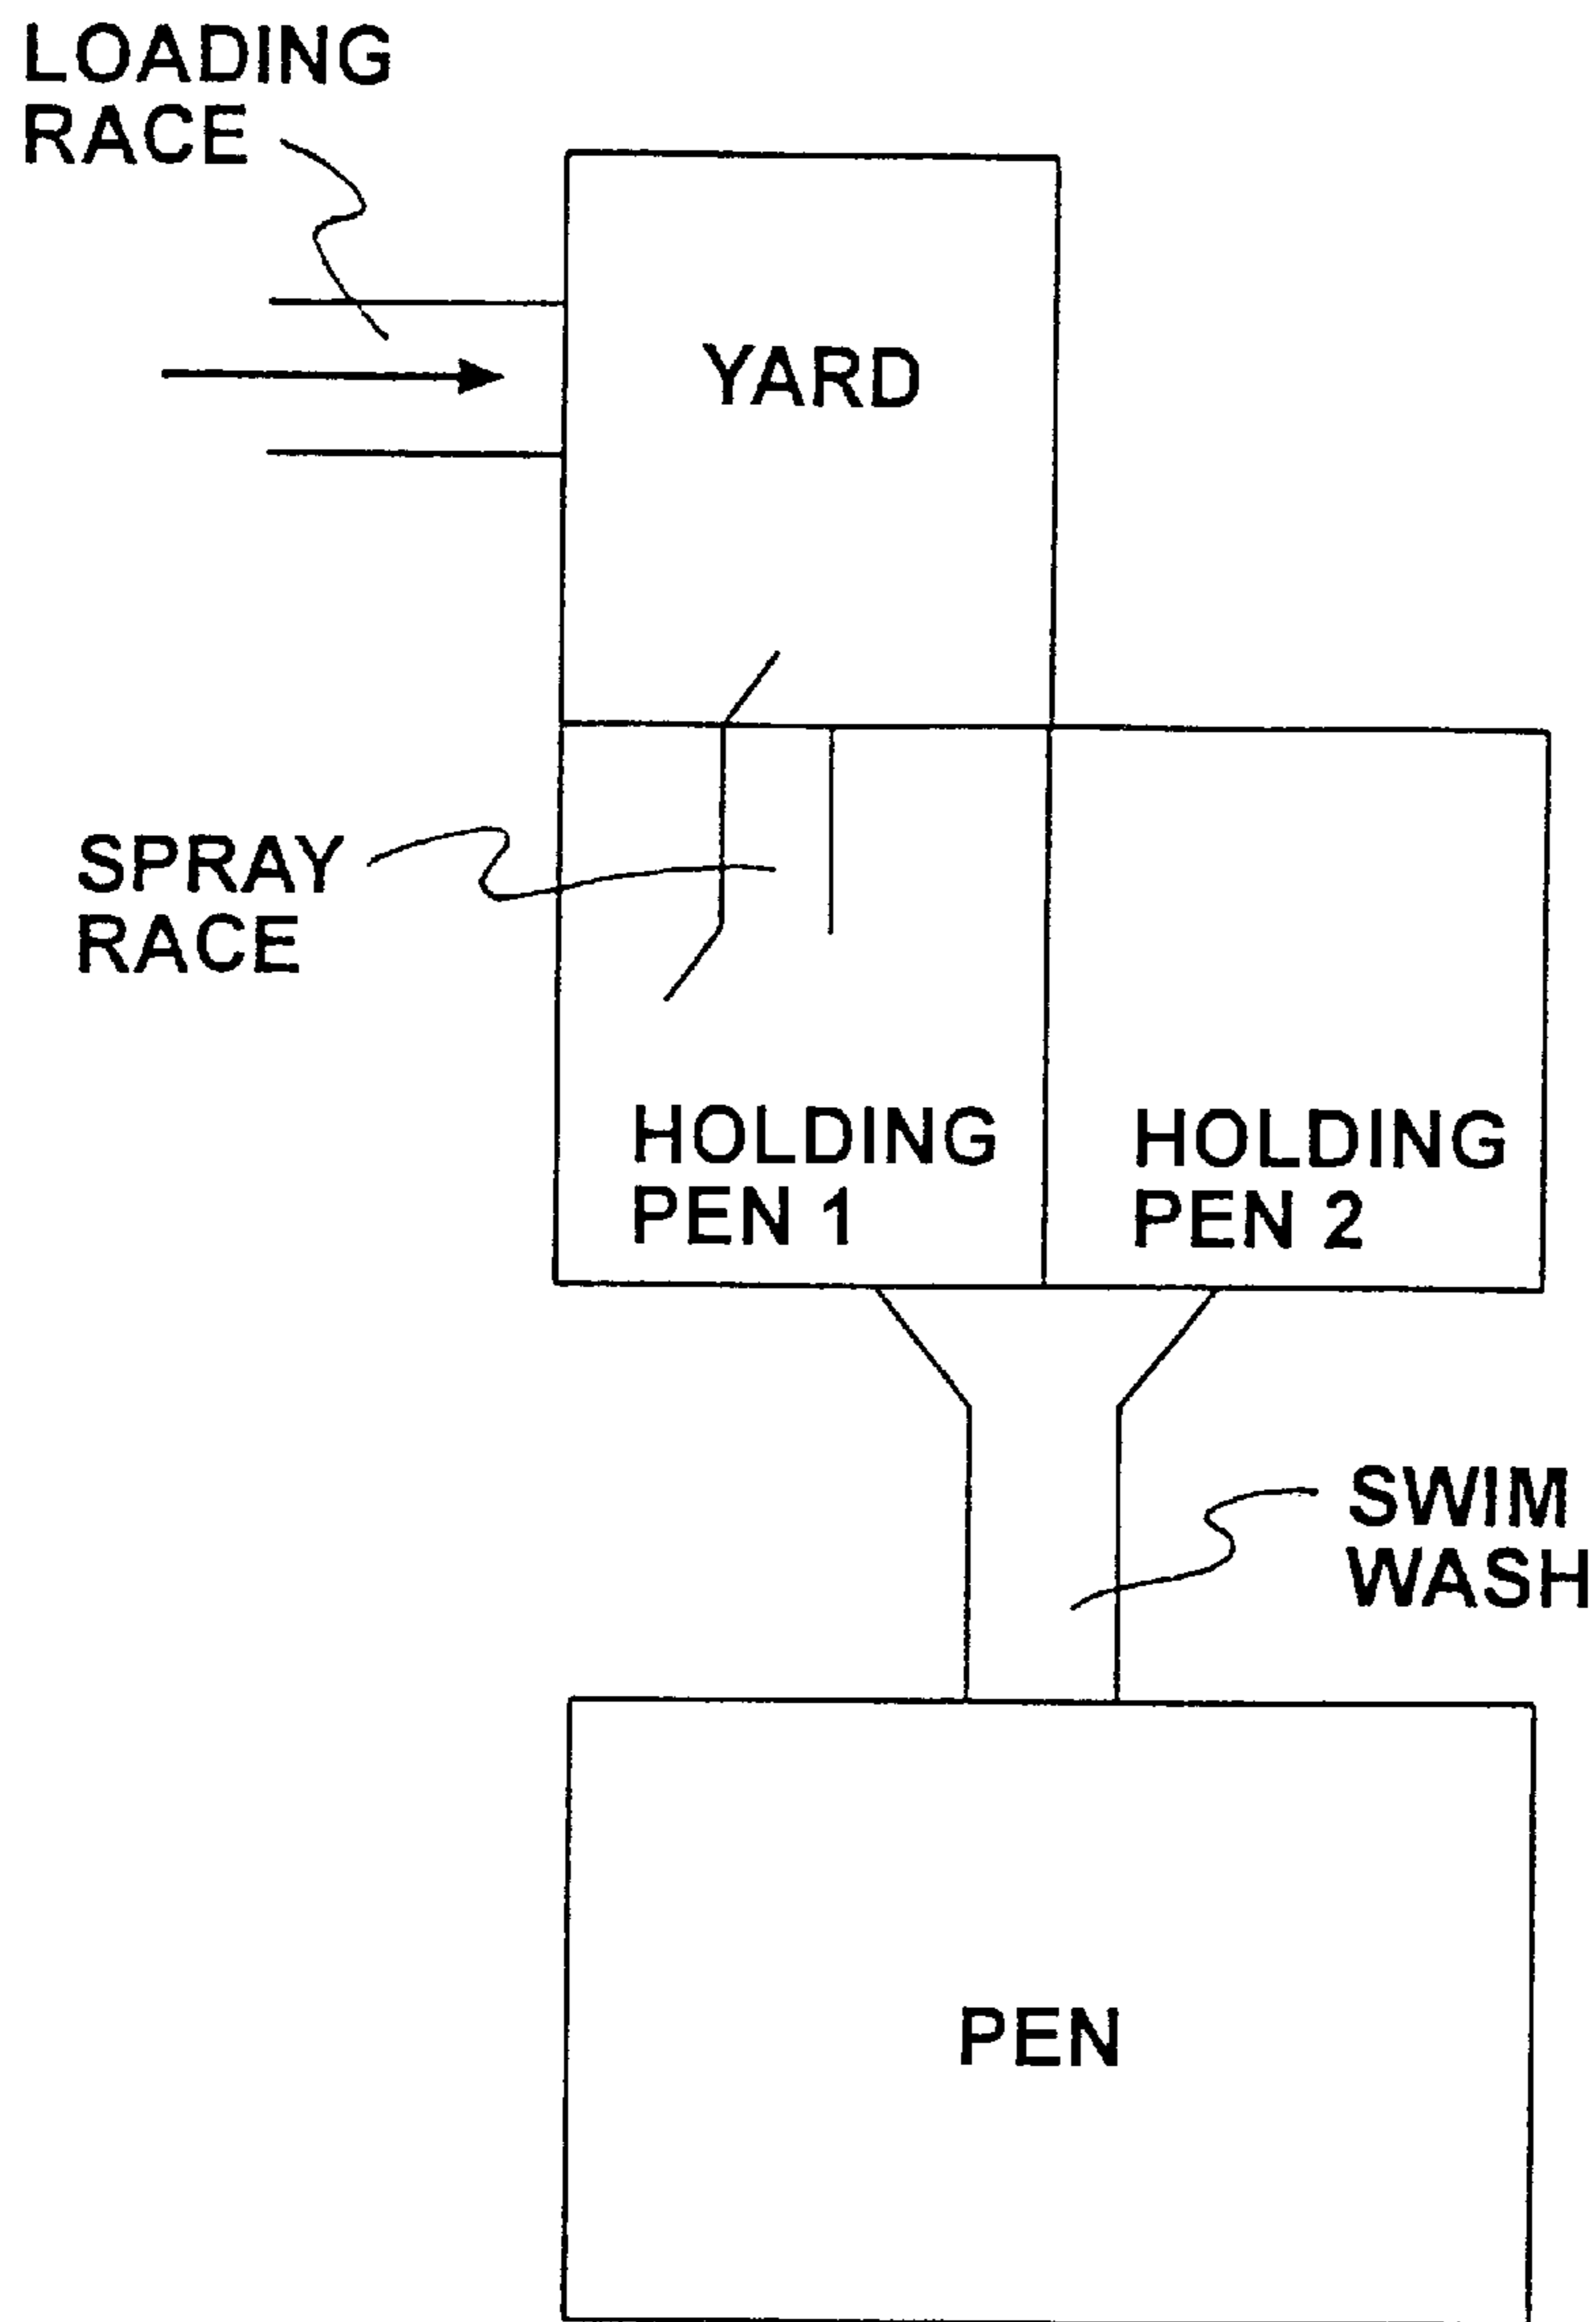 LOADING
RACE
YARD
SPRAY
RACE
HOLDING
PEN 1
HOLDING
PEN 2
SWIM
WASH
PEN